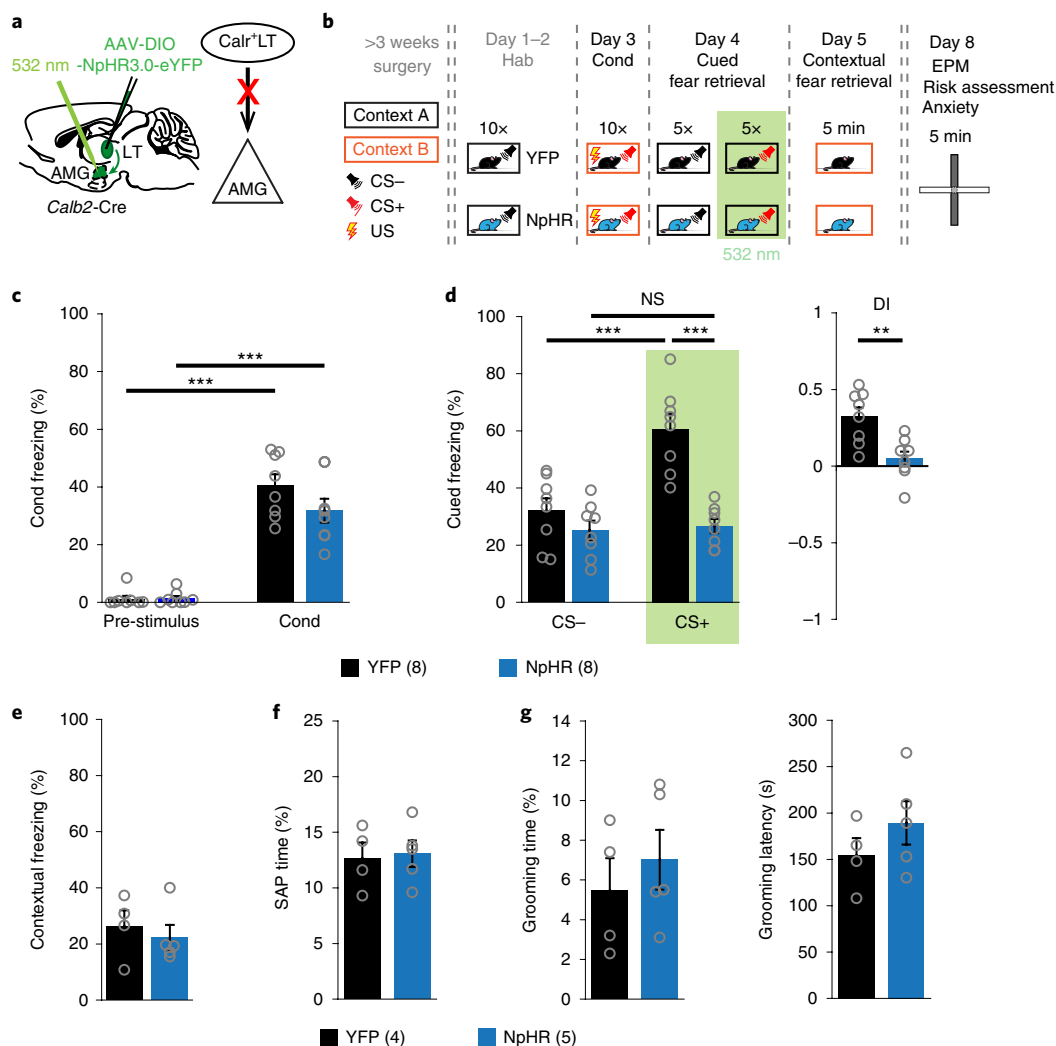 a
AAV-DIO
-NpHR3.0-eYFP
532 nm
LT
AMG
Calb2-Cre
Calr+LT
X
AMG
b
>3 weeks
surgery
Day 1–2
Hab
Day 3
Cond
Day 4
Cued
fear retrieval
Day 5
Contextual
fear retrieval
Day 8
EPM
Risk assessment
Anxiety
5 min
Context A
Context B
CS–
CS+
US
10×
10×
5×
5×
5 min
YFP
NpHR
532 nm
c
Cond freezing (%)
100
80
60
40
20
0
***
***
Pre-stimulus
Cond
d
Cued freezing (%)
100
80
60
40
20
0
NS
***
***
CS–
CS+
DI
1
0.5
0
–0.5
–1
**
YFP (8)
NpHR (8)
e
Contextual freezing (%)
100
80
60
40
20
0
f
SAP time (%)
25
20
15
10
5
0
g
Grooming time (%)
14
12
10
8
6
4
2
0
Grooming latency (s)
300
250
200
150
100
50
0
YFP (4)
NpHR (5)